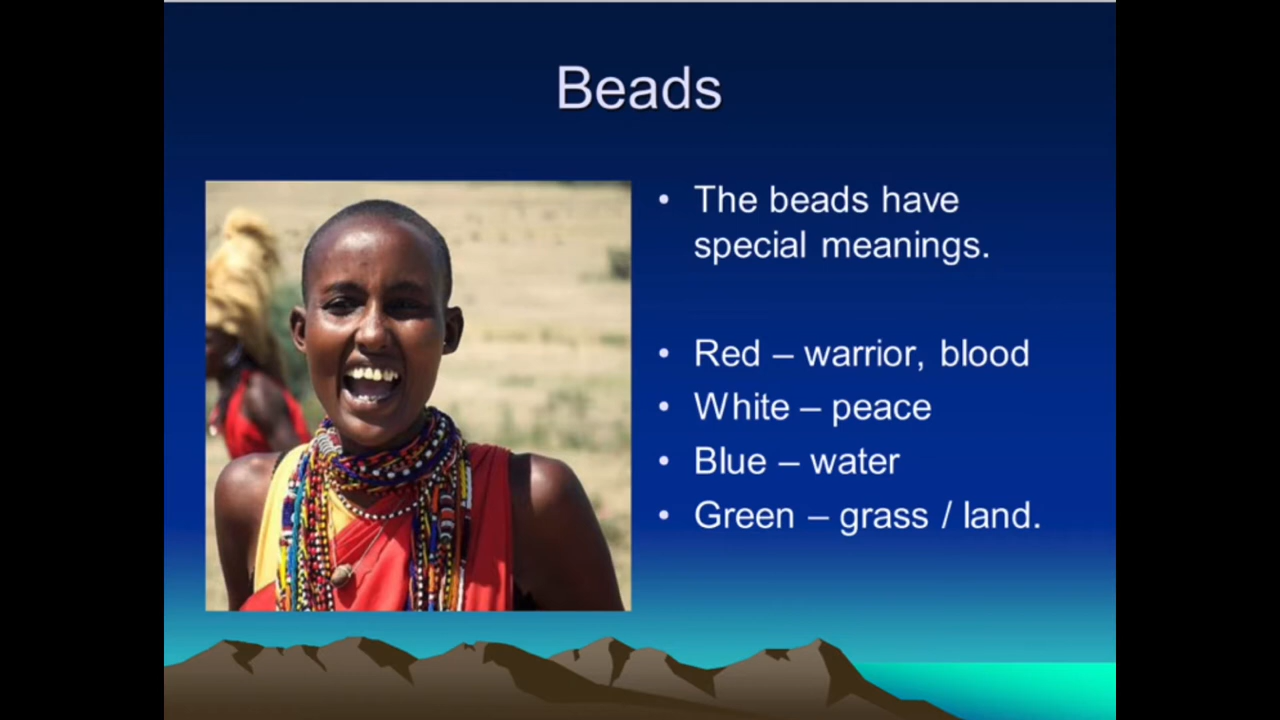 Beads
• The beads have
special meanings.
• Red – warrior, blood
• White – peace
• Blue – water
• Green – grass / land.